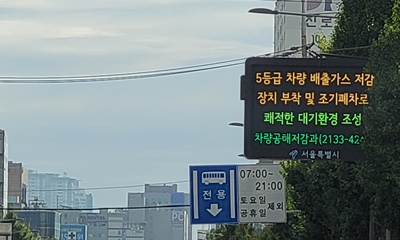 5등급 차량 배출가스 저감
장치 부착 및 조기폐차로
쾌적한 대기환경 조성
차량공해저감과(2133-42
서울특별시
전용
07:00~
21:00
토요일
공휴일
제외